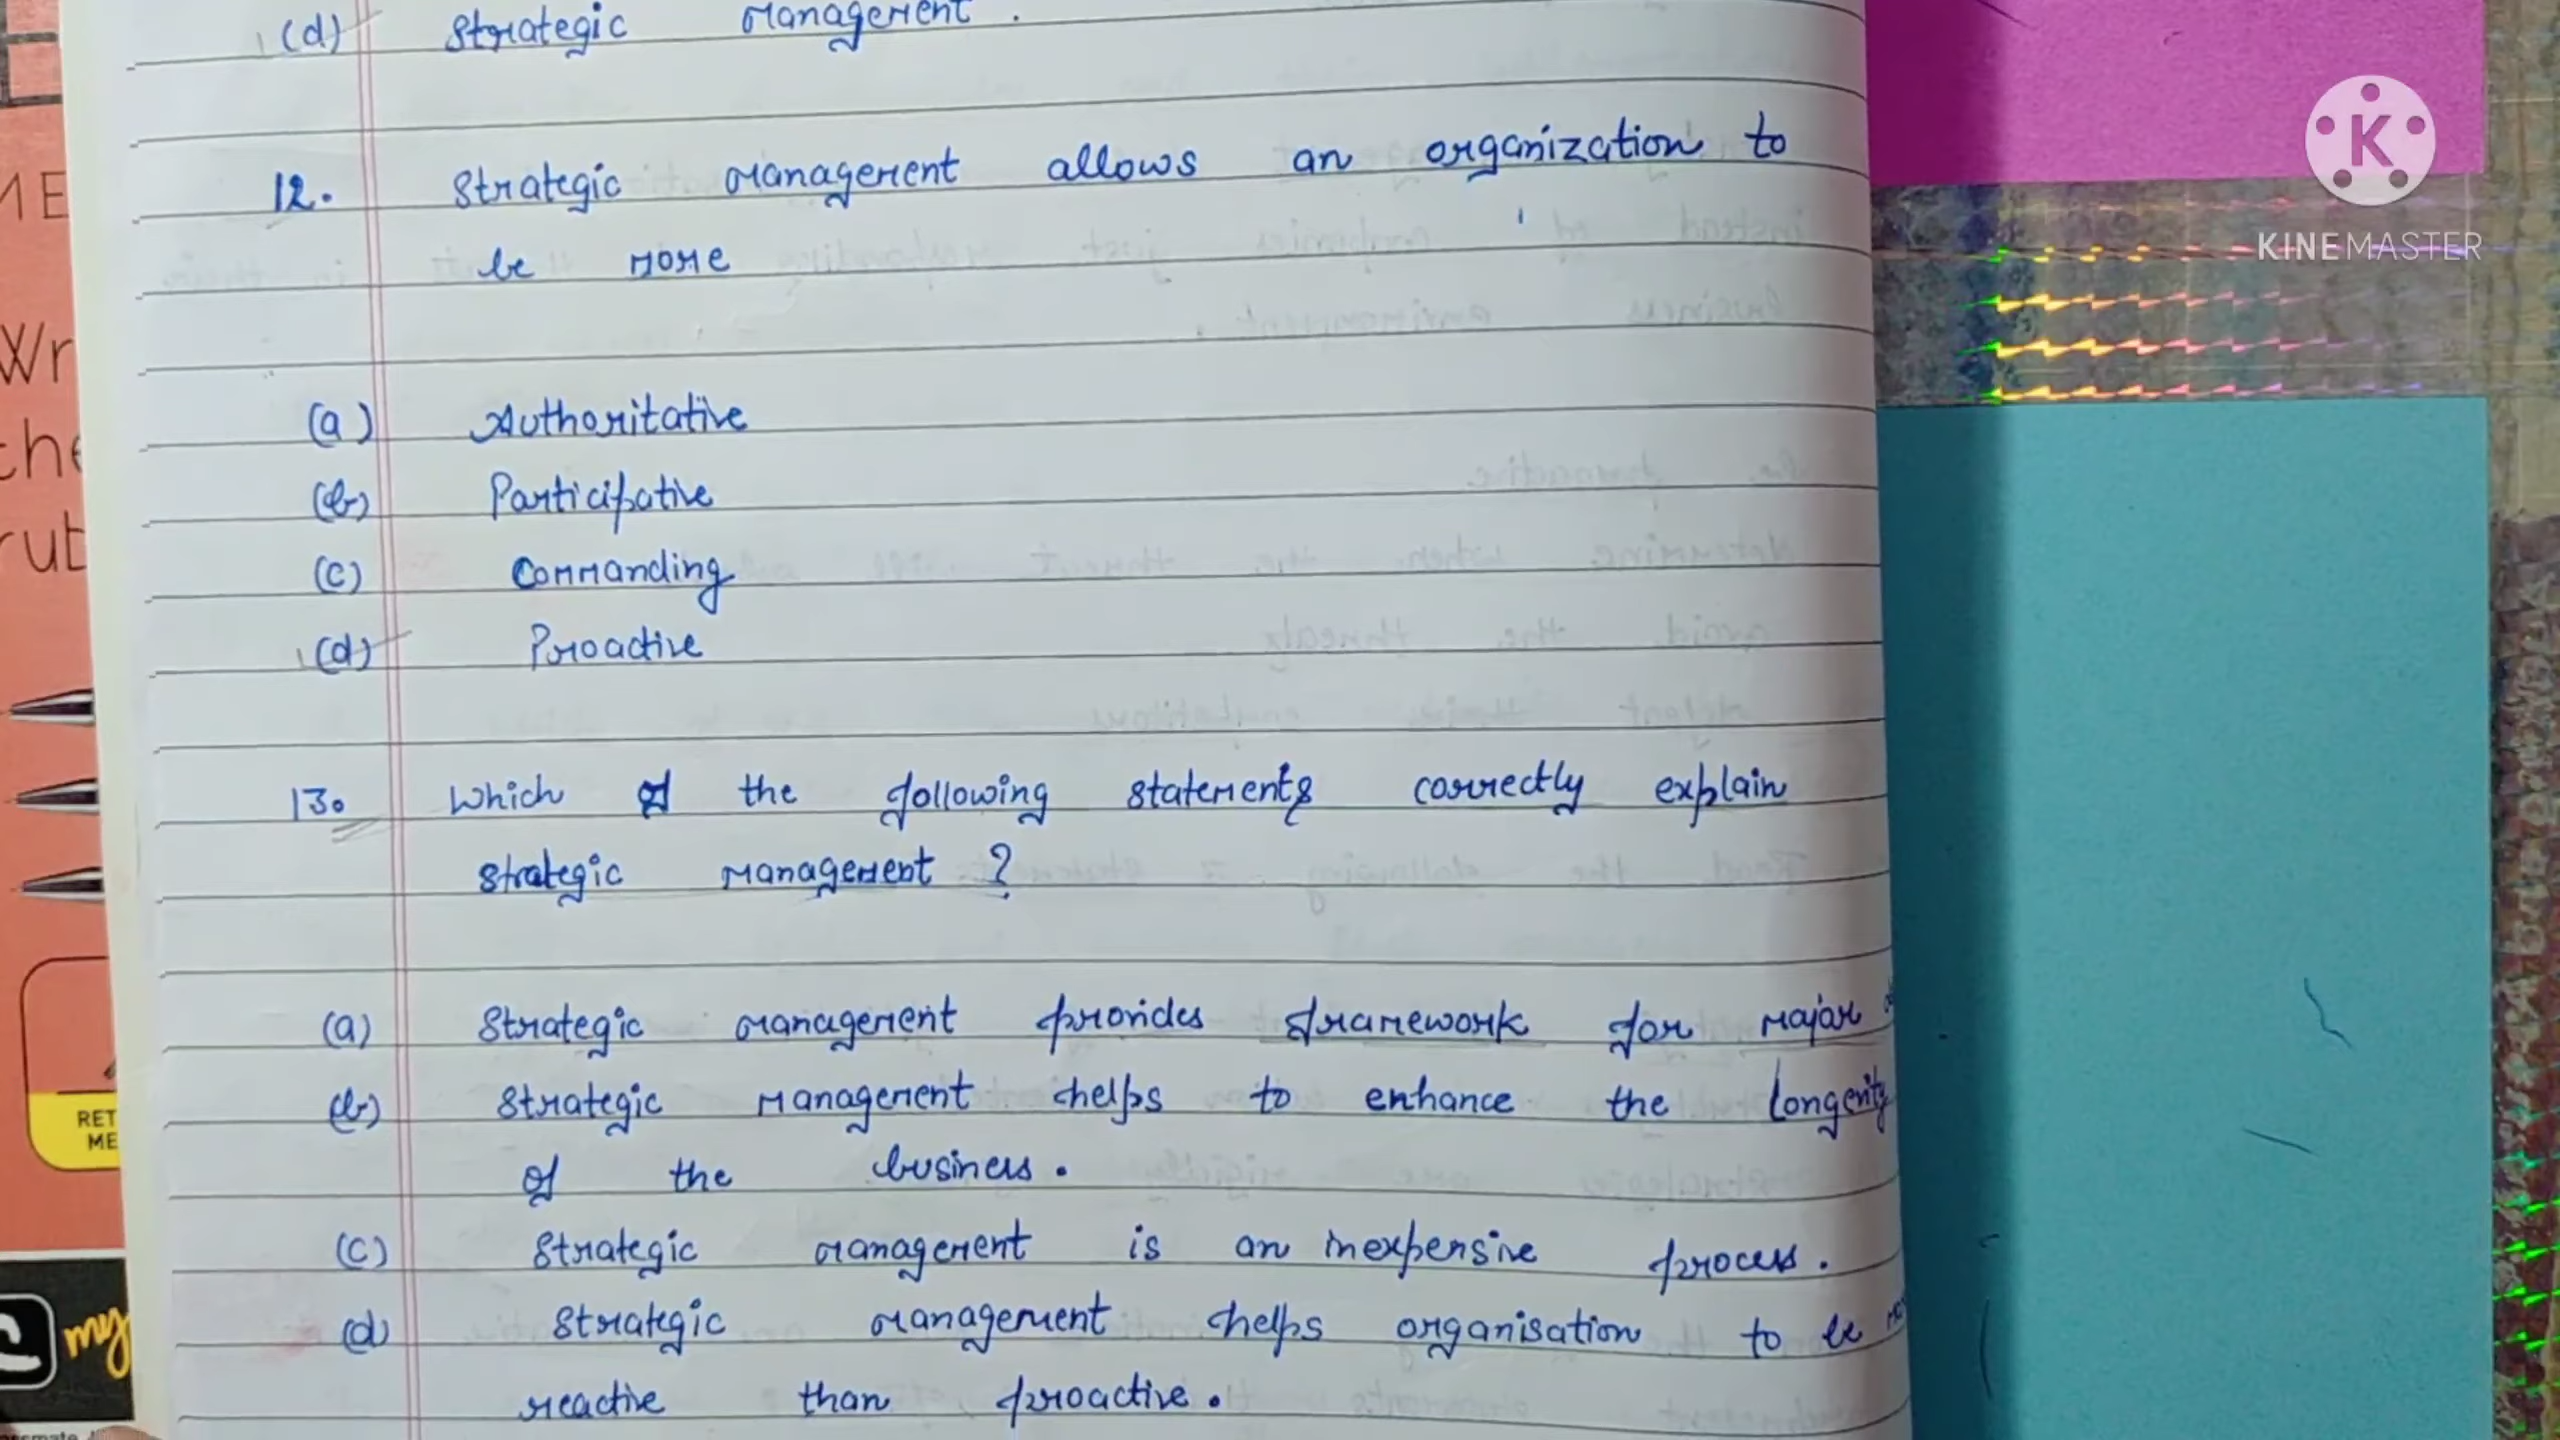 (d) Strategic management.
12. Strategic management allows an organization to
be more
(a) Authoritative
(b) Participative
(c) Commanding
(d) Proactive
13. Which of the following statements correctly explain
strategic management ?
(a) Strategic management provides framework for major
(b) Strategic management helps to enhance the longevity
of the business.
(c) Strategic management is an inexpensive process.
(d) Strategic management helps organisation to be
reactive than proactive.
K
KINEMASTER
RET
ME
my